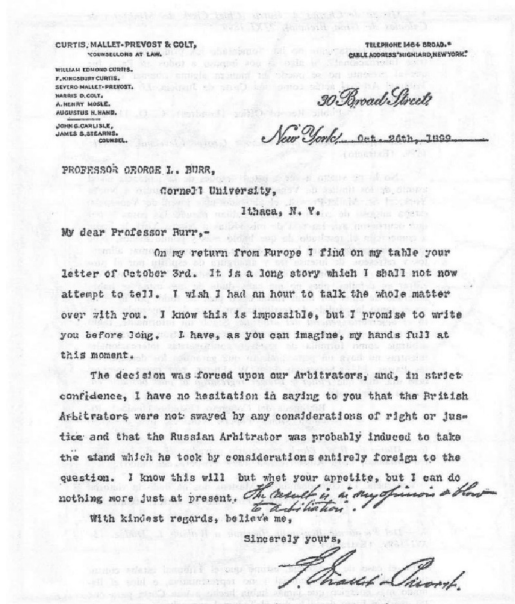 CURTIS, MALLET-PREVOST & COLT,
COUNSELLORS AT LAW.
TELEPHONE 3464 BROAD.
CABLE ADDRESS "MIGNIARD, NEW YORK."
WILLIAM EDMOND CURTIS.
F. KINGSBURY CURTIS.
SEVERO MALLET-PREVOST.
HARRIS D. COLT.
A. HENRY MOSLE.
AUGUSTUS N. HAND.
JOHN G. CARLISLE,
JAMES S. STEARNS.
COUNSEL.
30 Broad Street
New York, Oct. 26th, 1899
PROFESSOR GEORGE L. BURR,
Cornell University,
Ithaca, N. Y.
My dear Professor Burr,-
On my return from Europe I find on my table your
letter of October 3rd. It is a long story which I shall not now
attempt to tell. I wish I had an hour to talk the whole matter
over with you. I know this is impossible, but I promise to write
you before long. I have, as you can imagine, my hands full at
this moment.
The decision was forced upon our Arbitrators, and, in strict
confidence, I have no hesitation in saying to you that the British
Arbitrators were not swayed by any considerations of right or jus-
tice and that the Russian Arbitrator was probably induced to take
the stand which he took by considerations entirely foreign to the
question. I know this will but whet your appetite, but I can do
nothing more just at present. The result is in my opinion a blow
to arbitration.
With kindest regards, believe me,
Sincerely yours,
S. Mallet-Prevost.